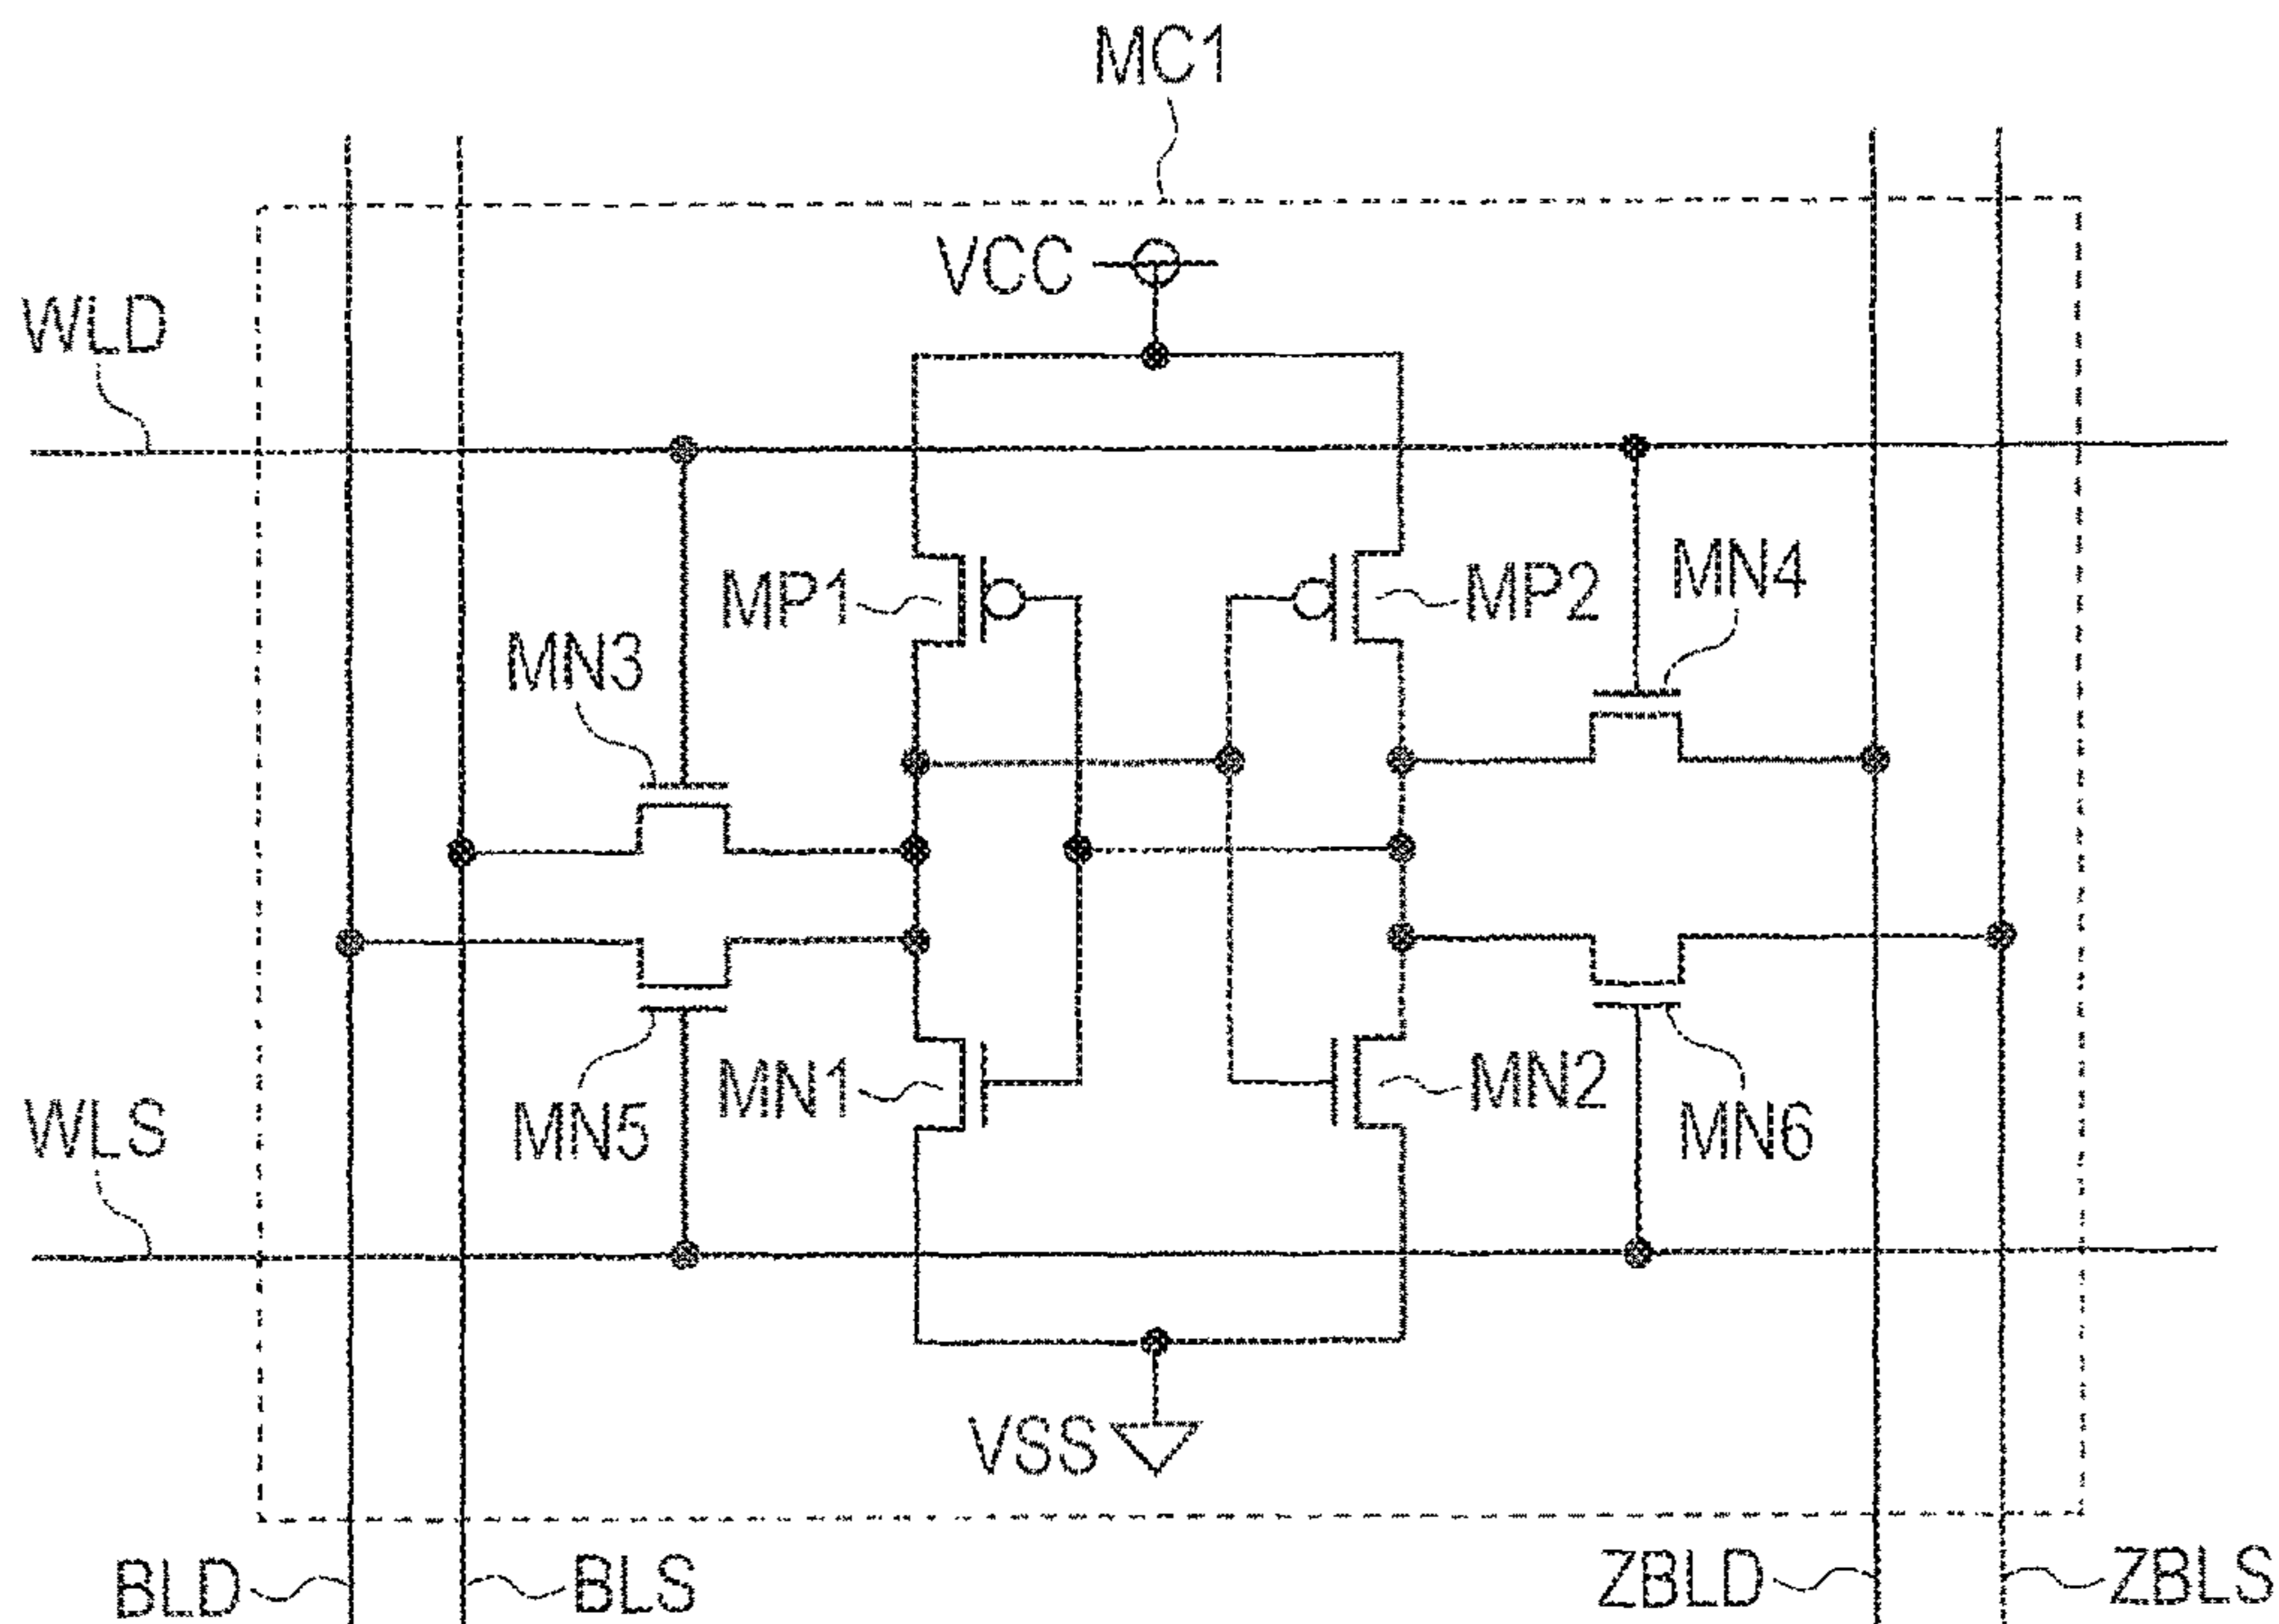 MC1
VCC
WLD
MP1
MP2
MN4
MN3
MN1
MN2
MN5
MN6
WLS
VSS
BLD
BLS
ZBLD
ZBLS